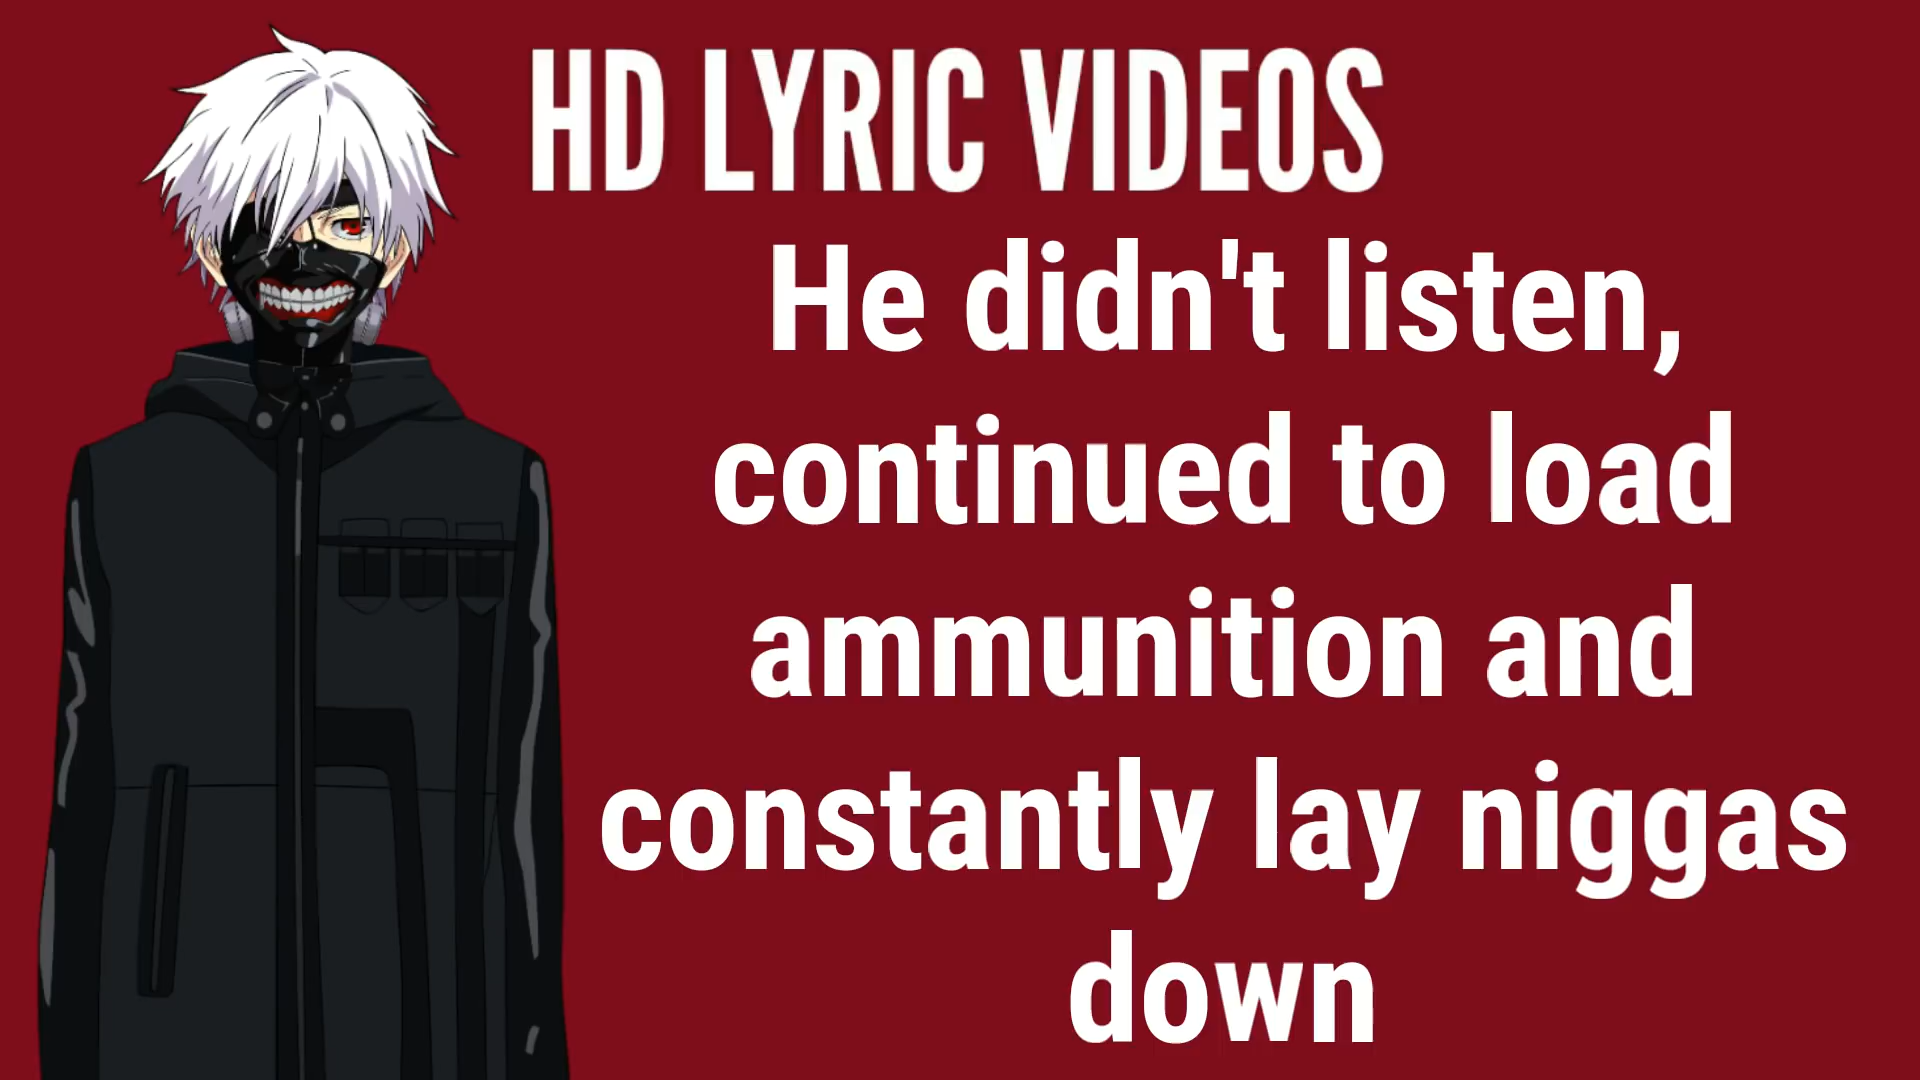 HD LYRIC VIDEOS
He didn't listen,
continued to load
ammunition and
constantly lay niggas
down